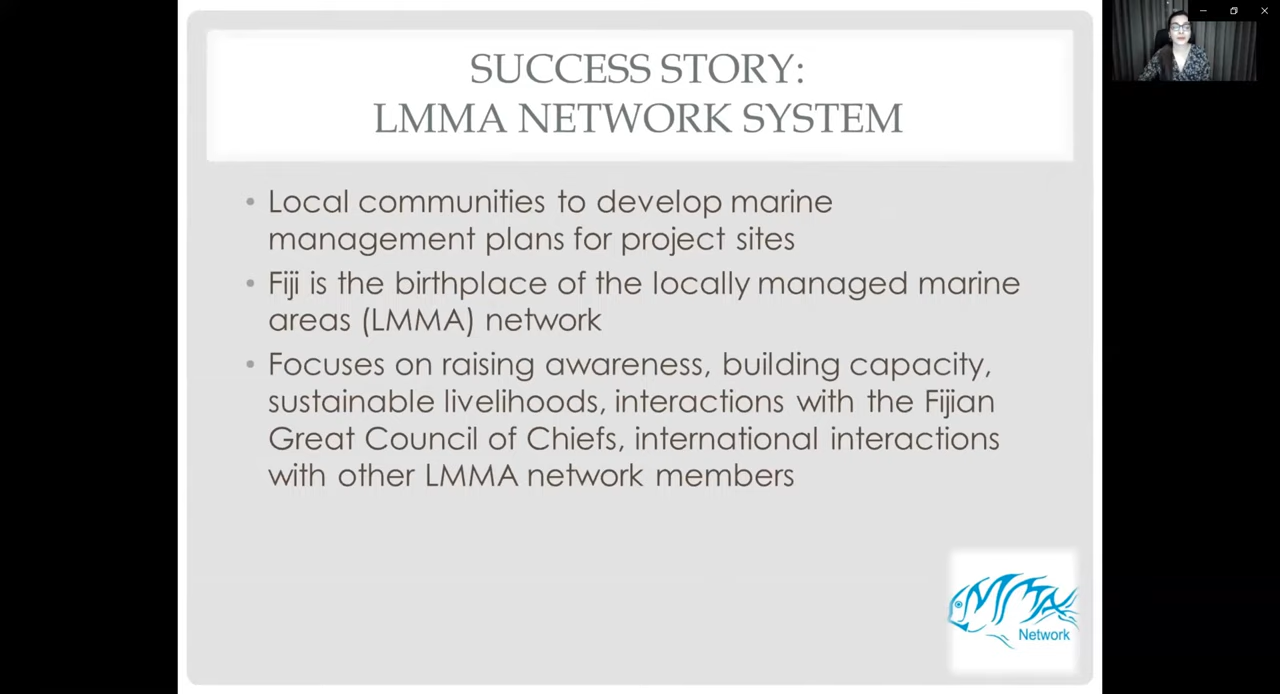 SUCCESS STORY:
LMMA NETWORK SYSTEM
• Local communities to develop marine
management plans for project sites
• Fiji is the birthplace of the locally managed marine
areas (LMMA) network
• Focuses on raising awareness, building capacity,
sustainable livelihoods, interactions with the Fijian
Great Council of Chiefs, international interactions
with other LMMA network members
LMMA
Network